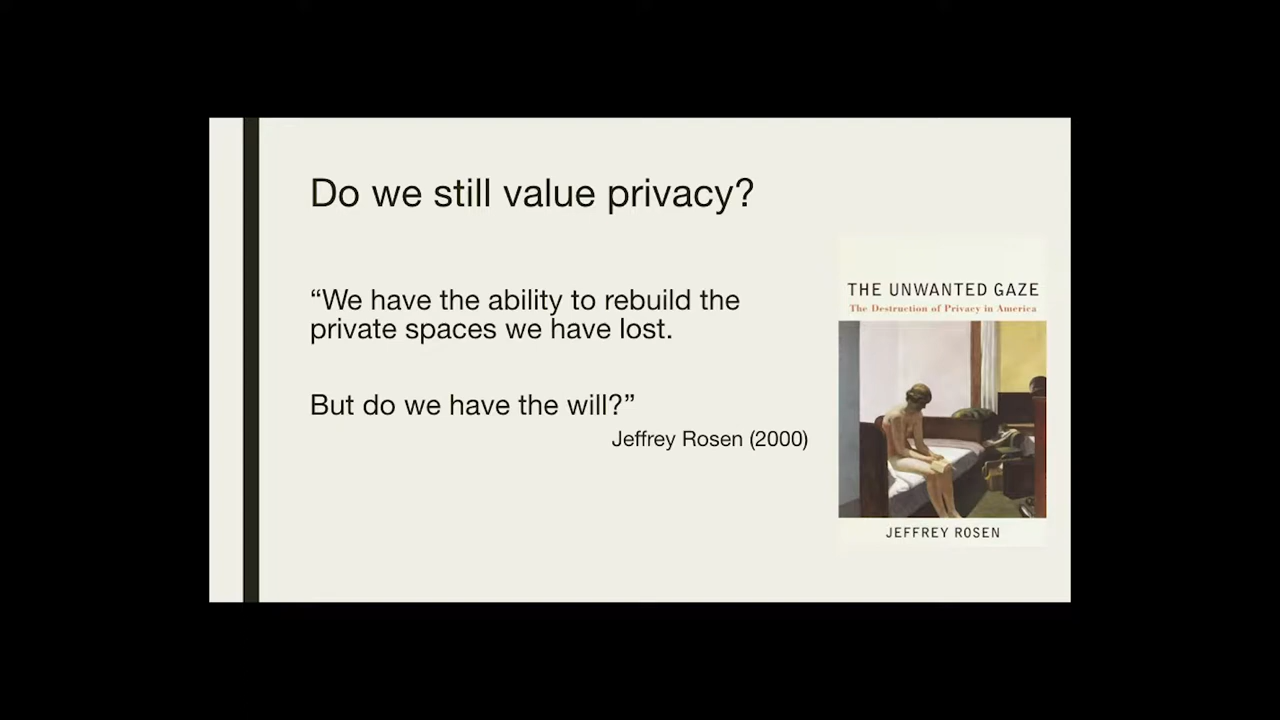 Do we still value privacy?
“We have the ability to rebuild the
private spaces we have lost.
But do we have the will?”
Jeffrey Rosen (2000)
THE UNWANTED GAZE
The Destruction of Privacy in America
JEFFREY ROSEN